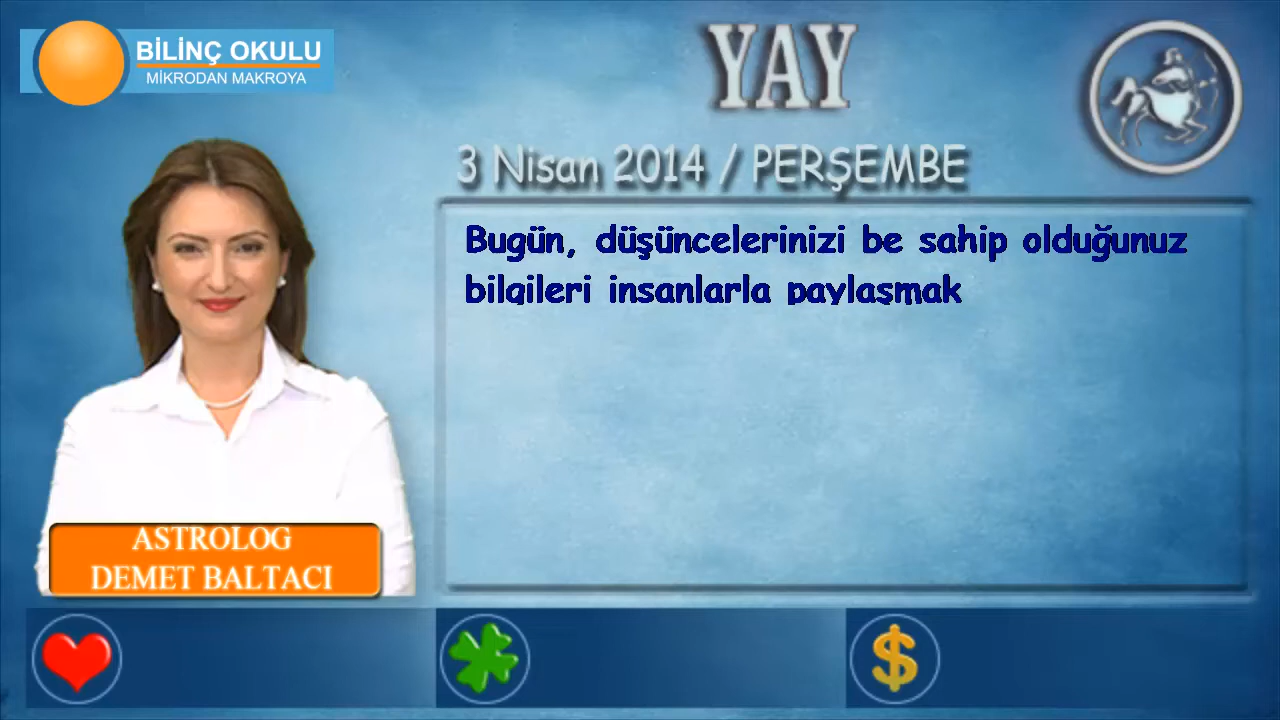 BİLİNÇ OKULU
MİKRODAN MAKROYA
YAY
3 Nisan 2014 / PERŞEMBE
Bugün, düşüncelerinizi be sahip olduğunuz
bilgileri insanlarla paylaşmak
ASTROLOG
DEMET BALTACI
$